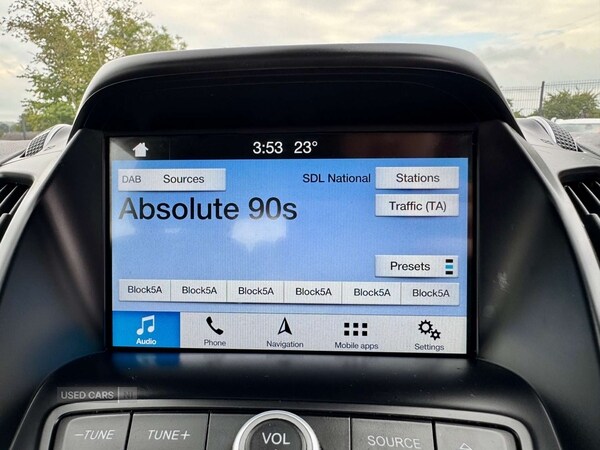 3:53 23°
DAB Sources SDL National Stations
Absolute 90s Traffic (TA)
Presets
Block5A Block5A Block5A Block5A Block5A Block5A
Audio Phone Navigation Mobile apps Settings
USED CARS NI
−TUNE TUNE+ VOL SOURCE